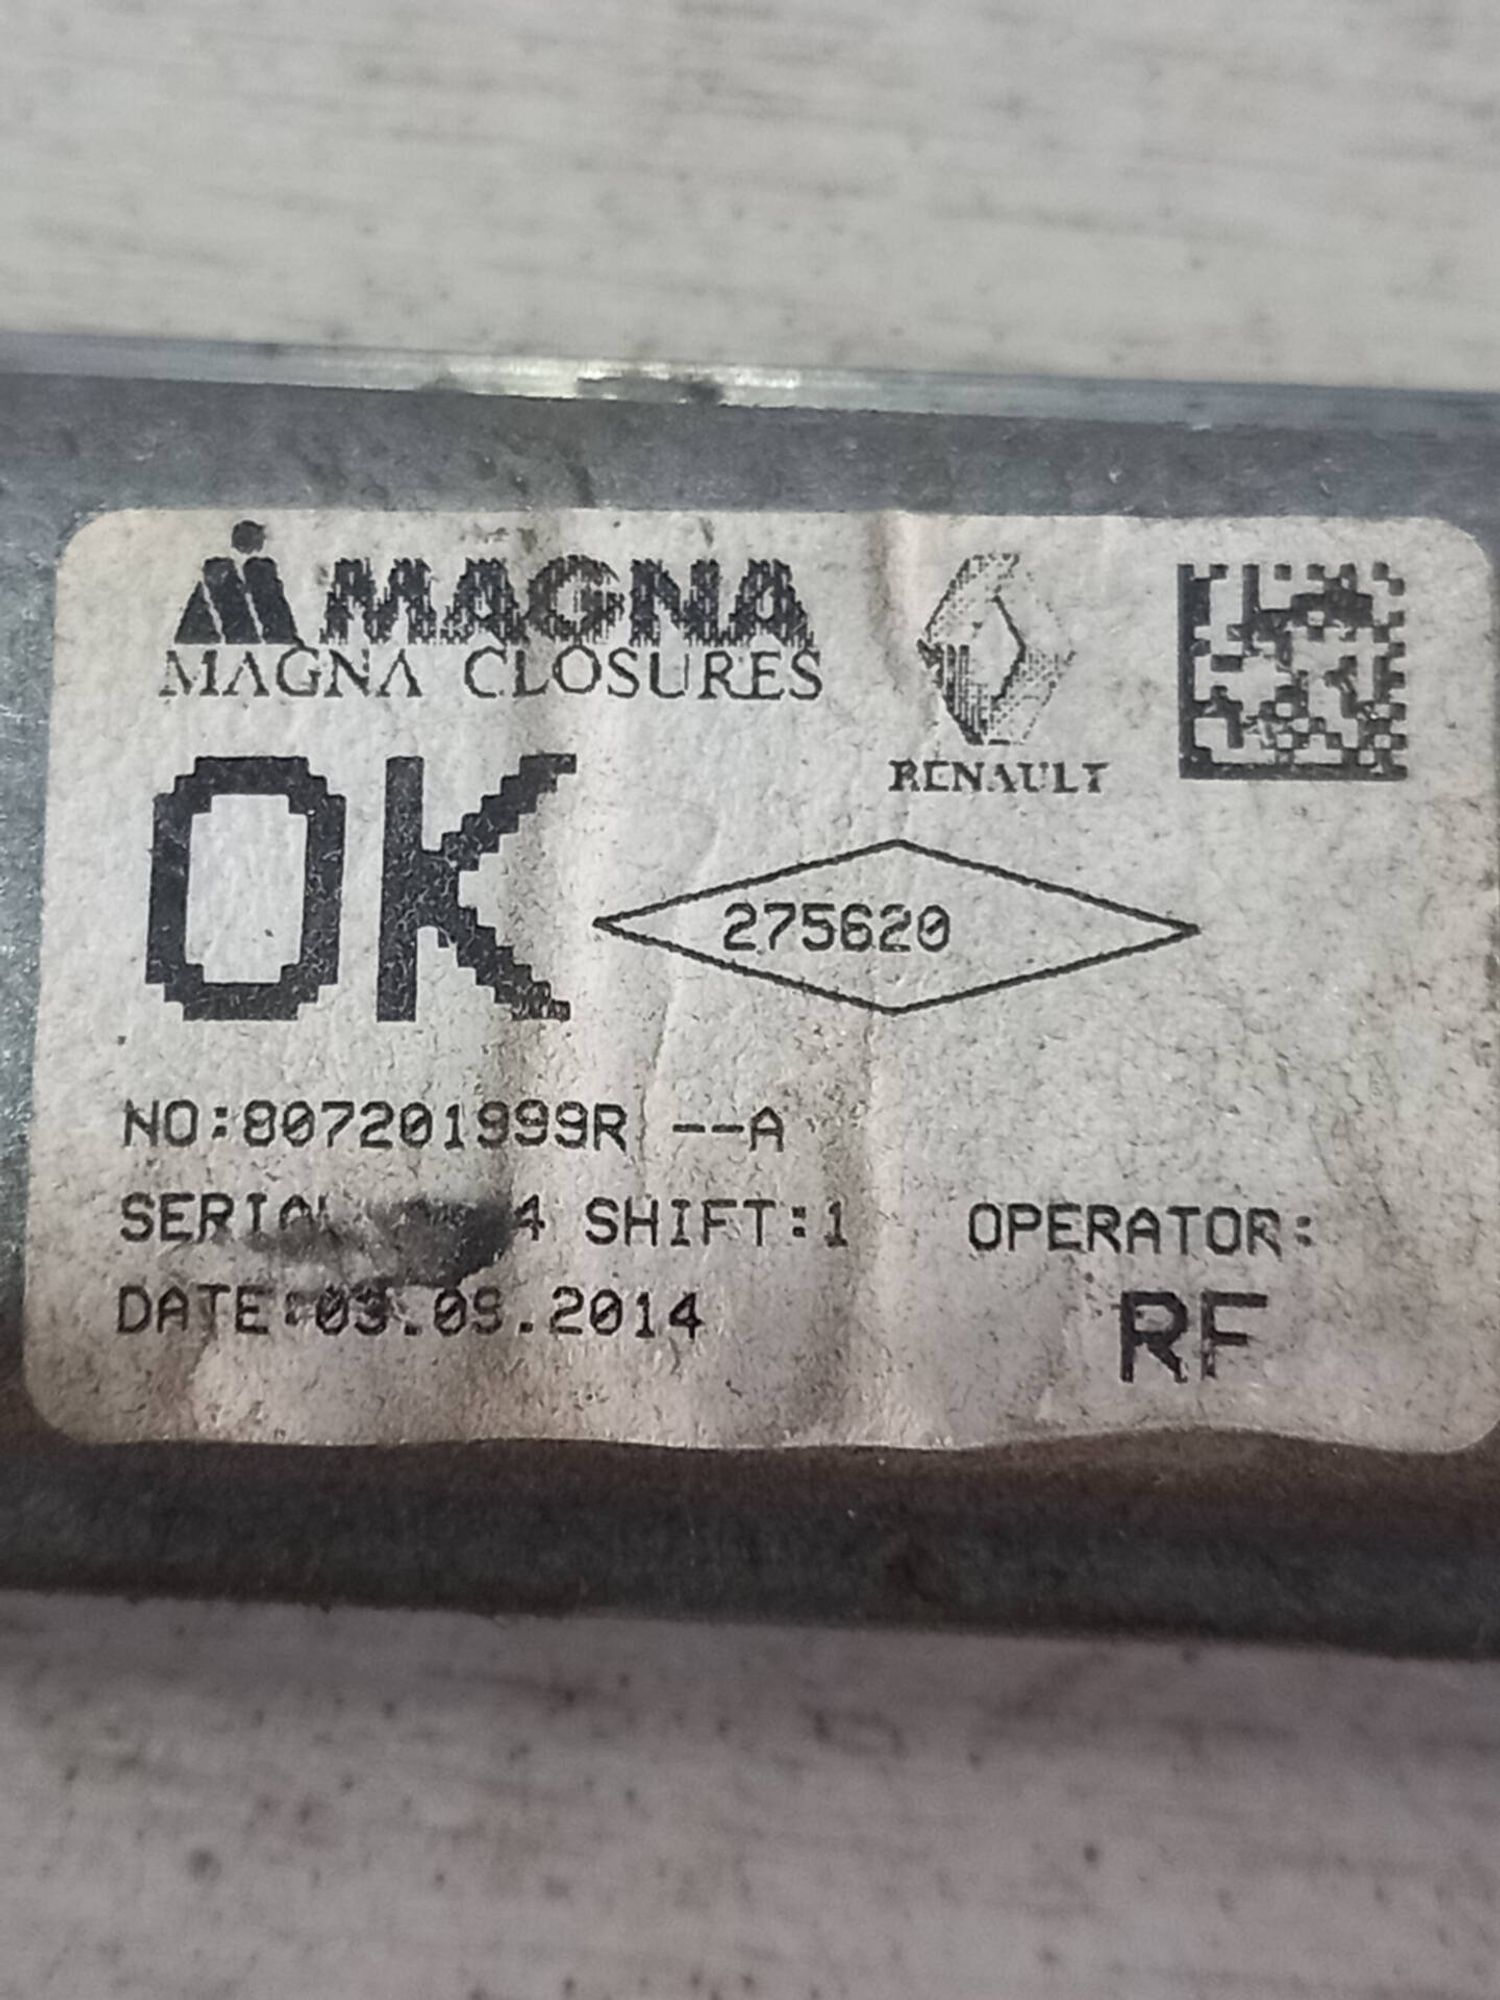 MAGNA
MAGNA CLOSURES
RENAULT
OK
275620
NO:807201999R --A
SHIFT:1 OPERATOR:
DATE:03.09.2014
RF